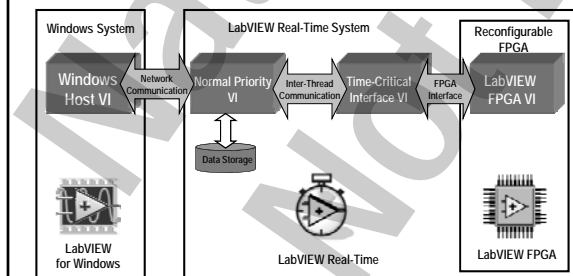 Windows System
LabVIEW Real-Time System
Reconfigurable
FPGA
Windows
Host VI
Network
Communication
Normal Priority
VI
Inter-Thread
Communication
Time-Critical
Interface VI
FPGA
Interface
LabVIEW
FPGA VI
Data Storage
LabVIEW
for Windows
LabVIEW Real-Time
LabVIEW FPGA